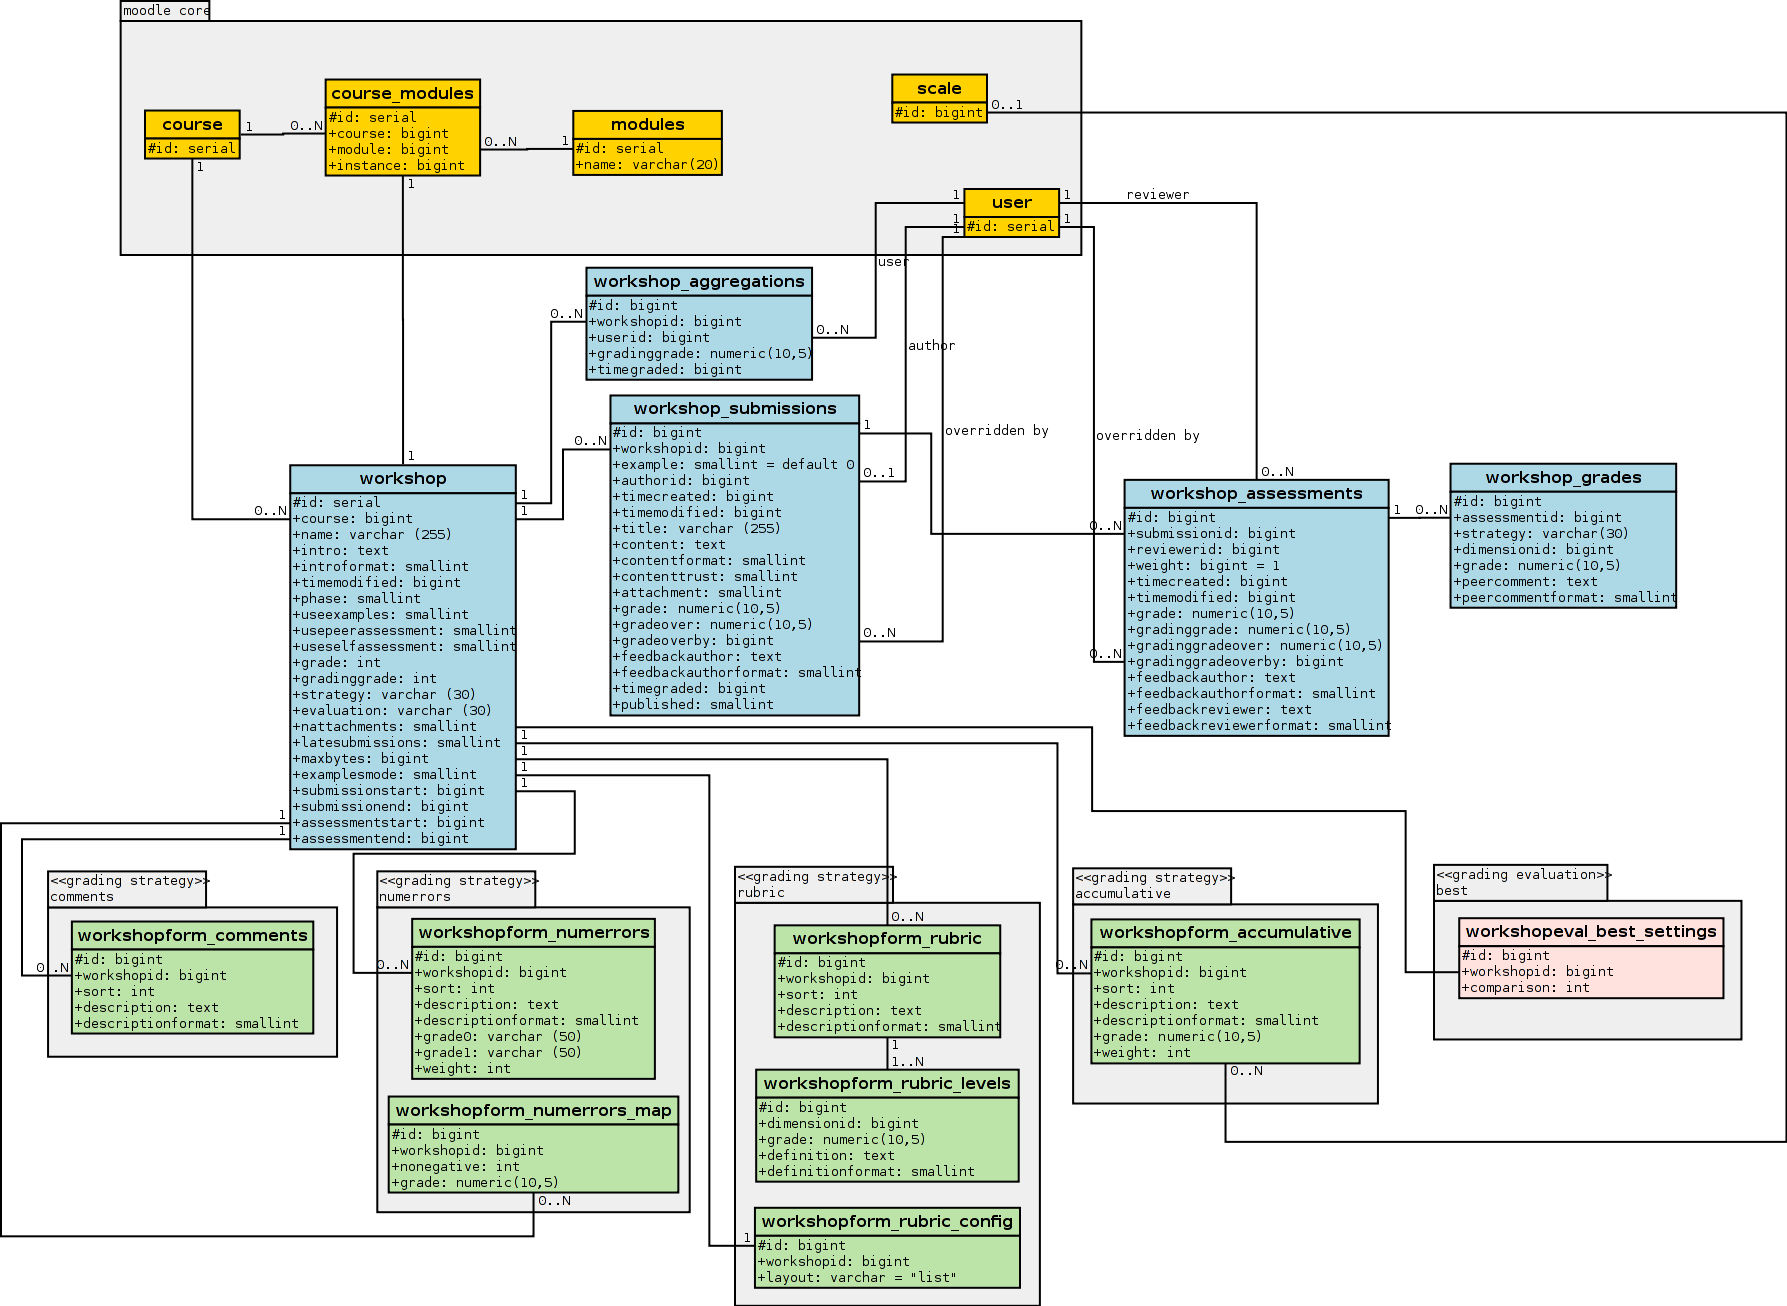 moodle core
course
#id: serial
1
1
0..N
course_modules
#id: serial
+course: bigint
+module: bigint
+instance: bigint
0..N
1
1
modules
#id: serial
+name: varchar(20)
scale
#id: bigint
0..1
user
#id: serial
1
1
1
1
1
reviewer
user
author
overridden by
overridden by
workshop_aggregations
#id: bigint
+workshopid: bigint
+userid: bigint
+gradinggrade: numeric(10,5)
+timegraded: bigint
0..N
0..N
workshop_submissions
#id: bigint
+workshopid: bigint
+example: smallint = default 0
+authorid: bigint
+timecreated: bigint
+timemodified: bigint
+title: varchar (255)
+content: text
+contentformat: smallint
+contenttrust: smallint
+attachment: smallint
+grade: numeric(10,5)
+gradeover: numeric(10,5)
+gradeoverby: bigint
+feedbackauthor: text
+feedbackauthorformat: smallint
+timegraded: bigint
+published: smallint
0..N
1
0..1
0..N
workshop
#id: serial
+course: bigint
+name: varchar (255)
+intro: text
+introformat: smallint
+timemodified: bigint
+phase: smallint
+useexamples: smallint
+usepeerassessment: smallint
+useselfassessment: smallint
+grade: int
+gradinggrade: int
+strategy: varchar (30)
+evaluation: varchar (30)
+nattachments: smallint
+latesubmissions: smallint
+maxbytes: bigint
+examplesmode: smallint
+submissionstart: bigint
+submissionend: bigint
+assessmentstart: bigint
+assessmentend: bigint
1
0..N
1
1
1
1
1
1
1
1
workshop_assessments
#id: bigint
+submissionid: bigint
+reviewerid: bigint
+weight: bigint = 1
+timecreated: bigint
+timemodified: bigint
+grade: numeric(10,5)
+gradinggrade: numeric(10,5)
+gradinggradeover: numeric(10,5)
+gradinggradeoverby: bigint
+feedbackauthor: text
+feedbackauthorformat: smallint
+feedbackreviewer: text
+feedbackreviewerformat: smallint
0..N
0..N
0..N
1
0..N
workshop_grades
#id: bigint
+assessmentid: bigint
+strategy: varchar(30)
+dimensionid: bigint
+grade: numeric(10,5)
+peercomment: text
+peercommentformat: smallint
<<grading strategy>>
comments
0..N
workshopform_comments
#id: bigint
+workshopid: bigint
+sort: int
+description: text
+descriptionformat: smallint
<<grading strategy>>
numerrors
0..N
workshopform_numerrors
#id: bigint
+workshopid: bigint
+sort: int
+description: text
+descriptionformat: smallint
+grade0: varchar (50)
+grade1: varchar (50)
+weight: int
workshopform_numerrors_map
#id: bigint
+workshopid: bigint
+nonegative: int
+grade: numeric(10,5)
0..N
<<grading strategy>>
rubric
0..N
workshopform_rubric
#id: bigint
+workshopid: bigint
+sort: int
+description: text
+descriptionformat: smallint
1
1..N
workshopform_rubric_levels
#id: bigint
+dimensionid: bigint
+grade: numeric(10,5)
+definition: text
+definitionformat: smallint
1
workshopform_rubric_config
#id: bigint
+workshopid: bigint
+layout: varchar = "list"
<<grading strategy>>
accumulative
0..N
workshopform_accumulative
#id: bigint
+workshopid: bigint
+sort: int
+description: text
+descriptionformat: smallint
+grade: numeric(10,5)
+weight: int
0..N
<<grading evaluation>>
best
workshopeval_best_settings
#id: bigint
+workshopid: bigint
+comparison: int